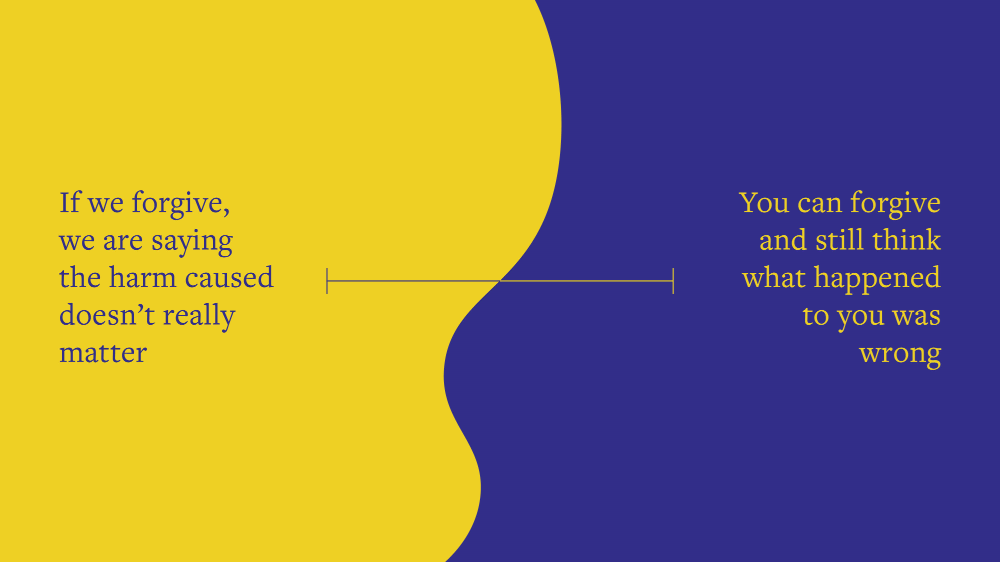 If we forgive,
we are saying
the harm caused
doesn’t really
matter
You can forgive
and still think
what happened
to you was
wrong